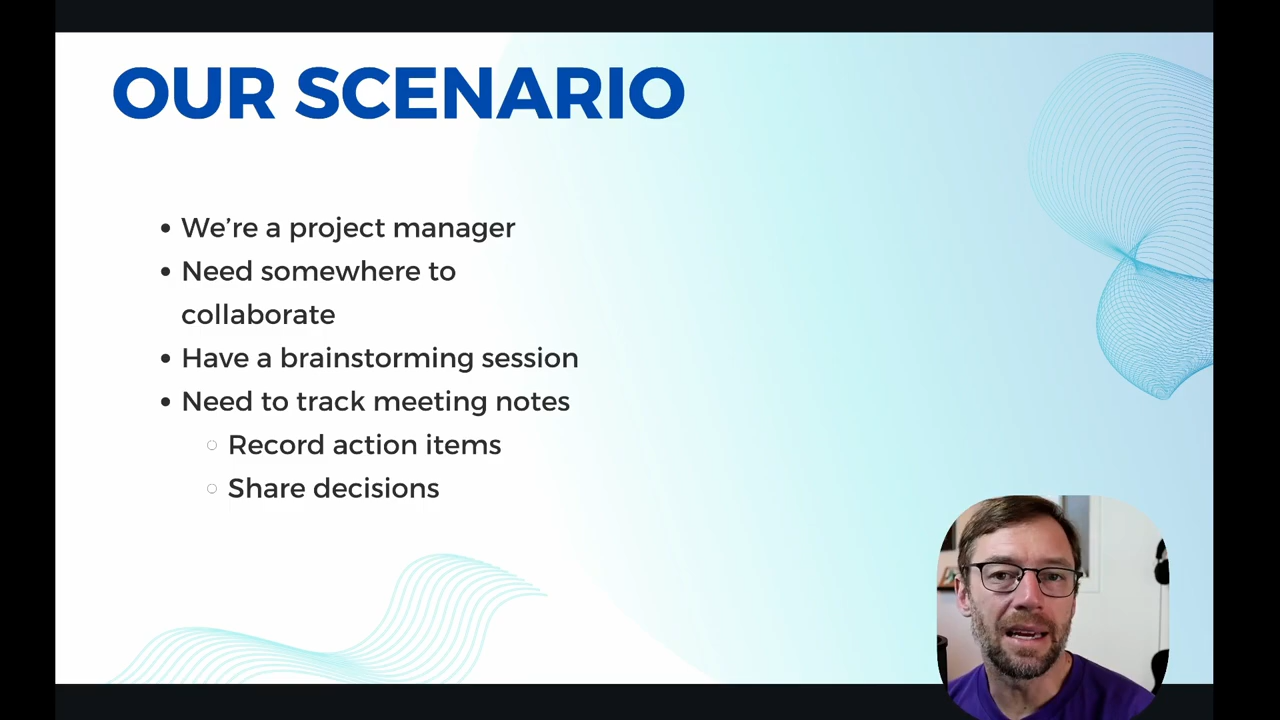 OUR SCENARIO
• We’re a project manager
• Need somewhere to
collaborate
• Have a brainstorming session
• Need to track meeting notes
○ Record action items
○ Share decisions